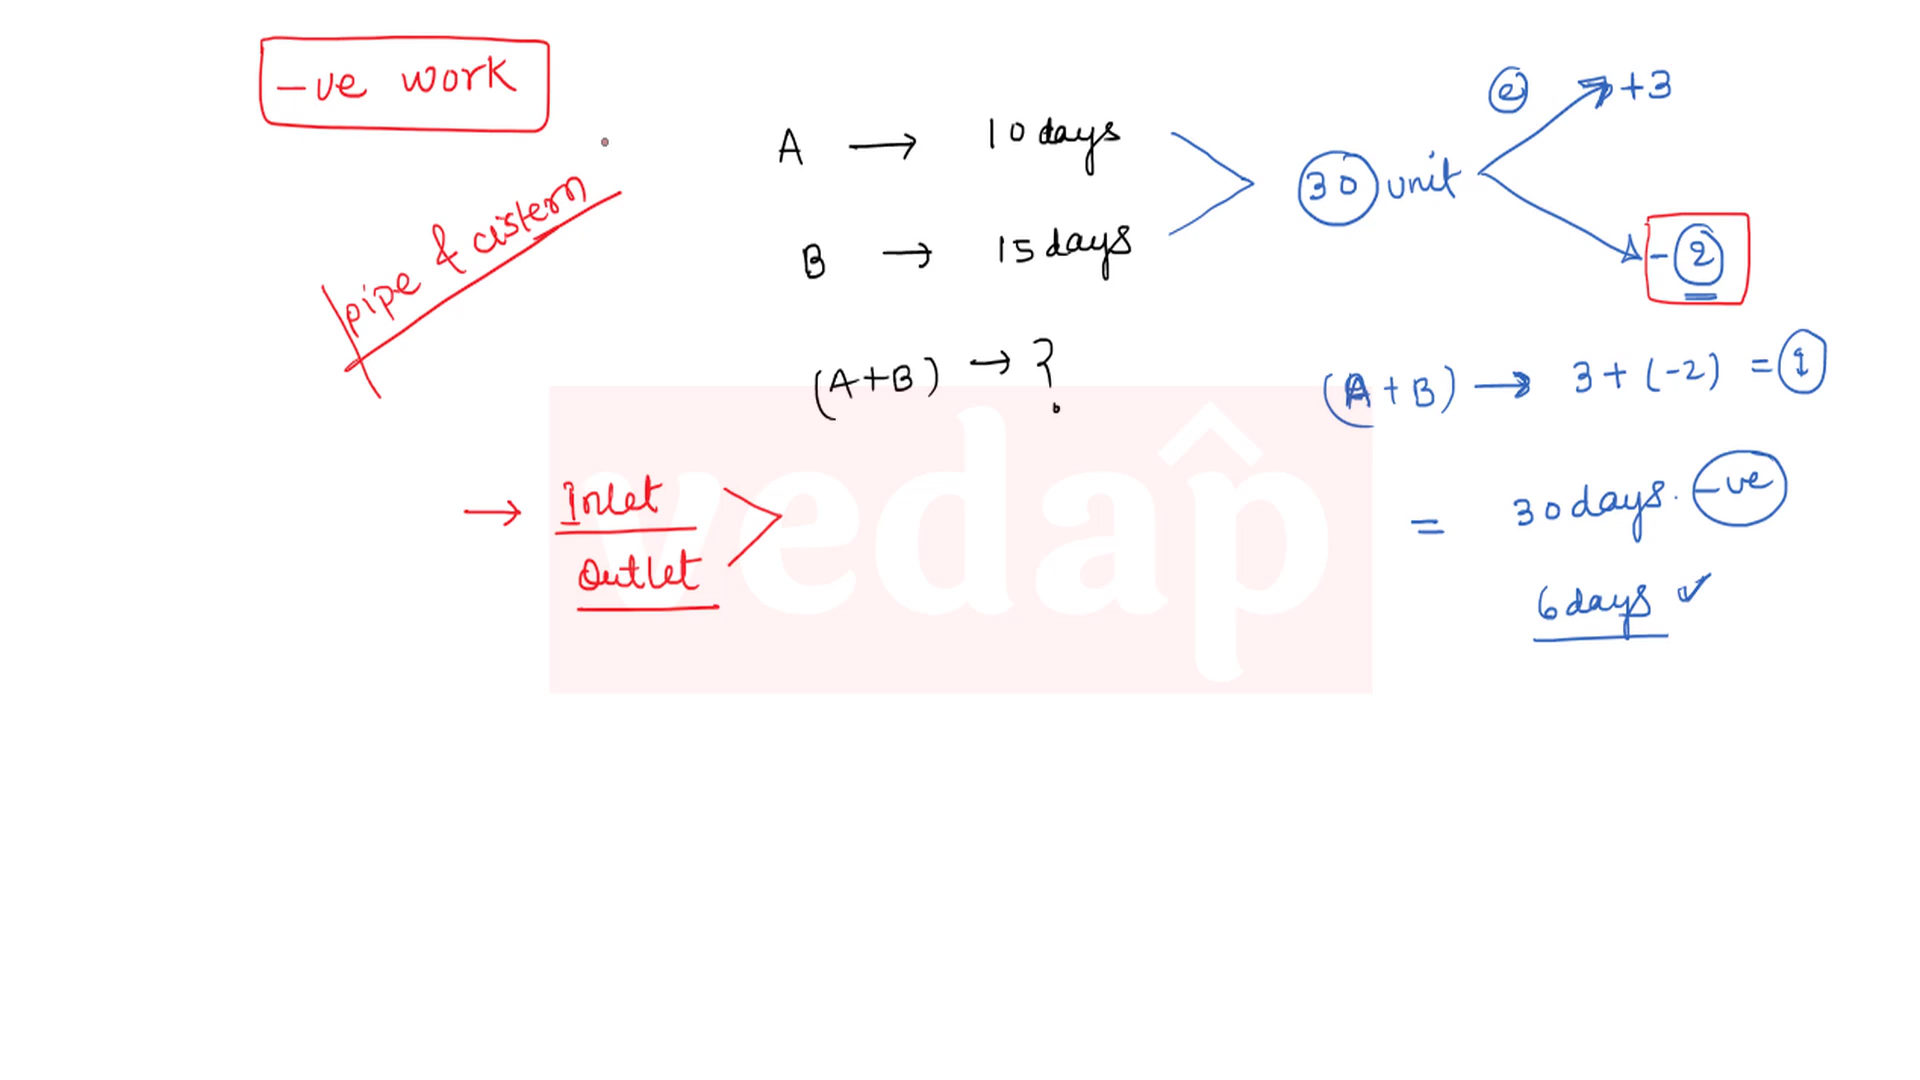 -ve work
pipe & cistern
A → 10 days
B → 15 days
(A+B) → ?
30 unit
e
+3
-2
(A+B) → 3+(-2) = 1
= 30 days. -ve
6 days ✓
→ Inlet
Outlet
vedap